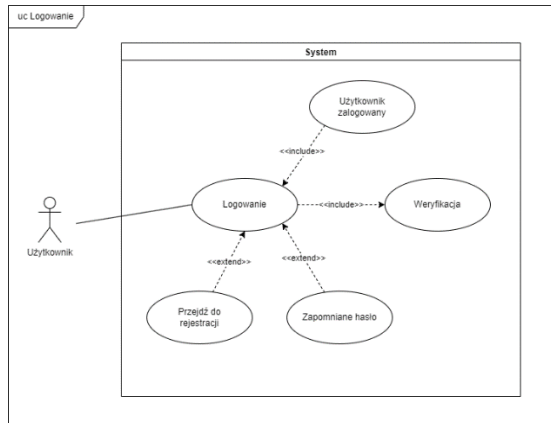 uc Logowanie
System
Użytkownik
zalogowany
<<include>>
Logowanie
<<include>>
Weryfikacja
Użytkownik
<<extend>>
<<extend>>
Przejdź do
rejestracji
Zapomniane hasło